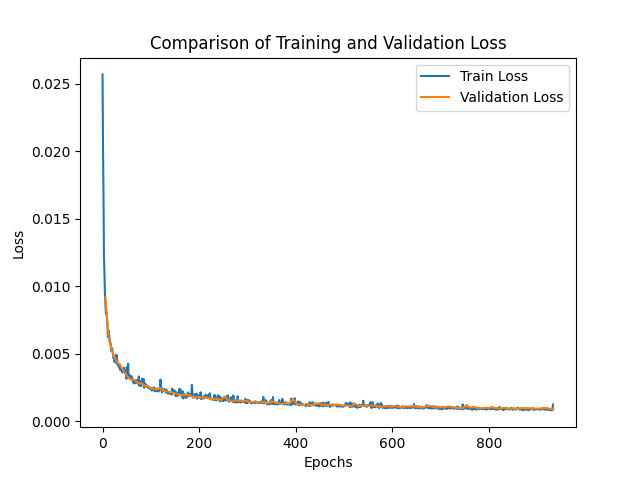 Comparison of Training and Validation Loss
Train Loss
Validation Loss
0.025
0.020
0.015
0.010
0.005
0.000
Loss
0
200
400
600
800
Epochs